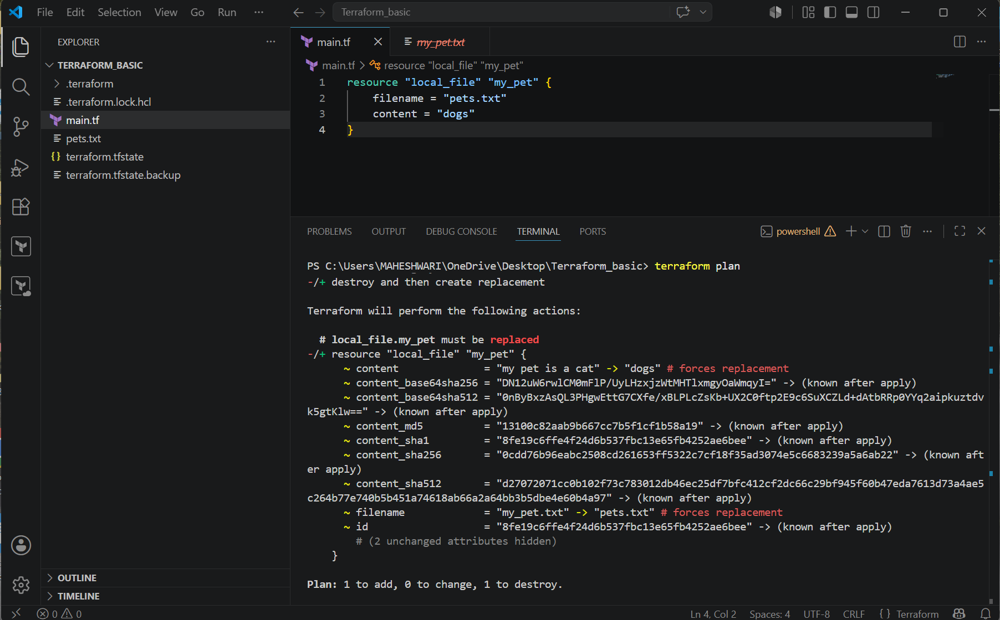 File Edit Selection View Go Run ···
Terraform_basic
EXPLORER
TERRAFORM_BASIC
.terraform
.terraform.lock.hcl
main.tf
pets.txt
terraform.tfstate
terraform.tfstate.backup
OUTLINE
TIMELINE
main.tf
my_pet.txt
main.tf > resource "local_file" "my_pet"
1 resource "local_file" "my_pet" {
2 filename = "pets.txt"
3 content = "dogs"
4 }
PROBLEMS OUTPUT DEBUG CONSOLE TERMINAL PORTS
powershell
PS C:\Users\MAHESHWARI\OneDrive\Desktop\Terraform_basic> terraform plan
-/+ destroy and then create replacement
Terraform will perform the following actions:
# local_file.my_pet must be replaced
-/+ resource "local_file" "my_pet" {
~ content = "my pet is a cat" -> "dogs" # forces replacement
~ content_base64sha256 = "DN12uW6rwlCM0mFlP/UyLHzxjzWtMHTlxmgyOaWmqyI=" -> (known after apply)
~ content_base64sha512 = "0nByBxzAsQL3PHgwEttG7CXfe/xBLPLcZsKb+UX2C0ftp2E9c6SuXCZLd+dAtbRRp0YYq2aipkuztdv
k5gtKlw==" -> (known after apply)
~ content_md5 = "13100c82aab9b667cc7b5f1cf1b58a19" -> (known after apply)
~ content_sha1 = "8fe19c6ffe4f24d6b537fbc13e65fb4252ae6bee" -> (known after apply)
~ content_sha256 = "0cdd76b96eabc2508cd261653ff5322c7cf18f35ad3074e5c6683239a5a6ab22" -> (known aft
er apply)
~ content_sha512 = "d27072071cc0b102f73c783012db46ec25df7bfc412cf2dc66c29bf945f60b47eda7613d73a4ae5
c264b77e740b5b451a74618ab66a2a64bb3b5dbe4e60b4a97" -> (known after apply)
~ filename = "my_pet.txt" -> "pets.txt" # forces replacement
~ id = "8fe19c6ffe4f24d6b537fbc13e65fb4252ae6bee" -> (known after apply)
# (2 unchanged attributes hidden)
}
Plan: 1 to add, 0 to change, 1 to destroy.
0 0
Ln 4, Col 2 Spaces: 4 UTF-8 CRLF { } Terraform